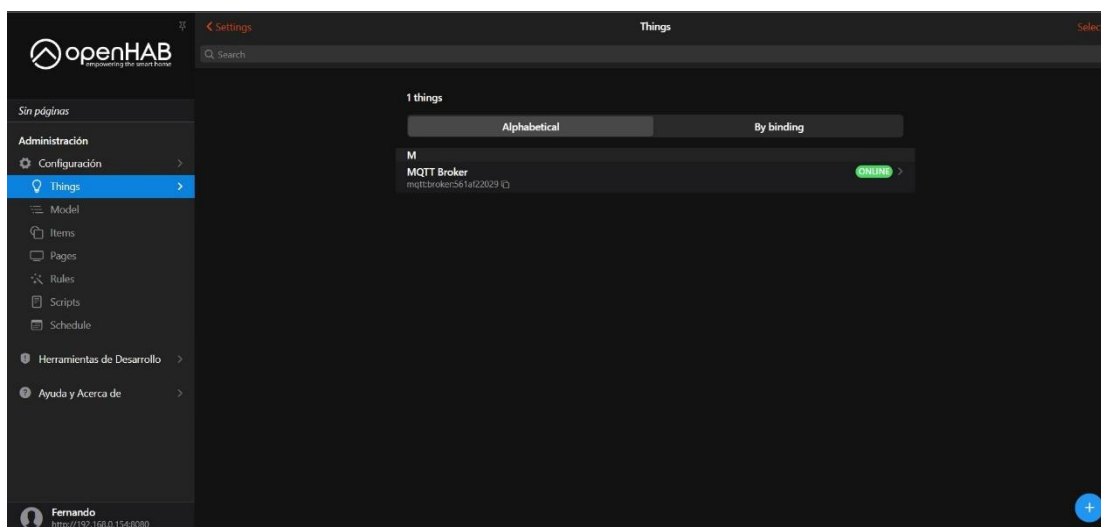 openHAB
empowering the smart home
Sin páginas
Administración
Configuración
Things
Model
Items
Pages
Rules
Scripts
Schedule
Herramientas de Desarrollo
Ayuda y Acerca de
Fernando
http://192.168.0.154:8080
Settings
Things
Selec
Search
1 things
Alphabetical
By binding
M
MQTT Broker
ONLINE
mqtt:broker:561af22029